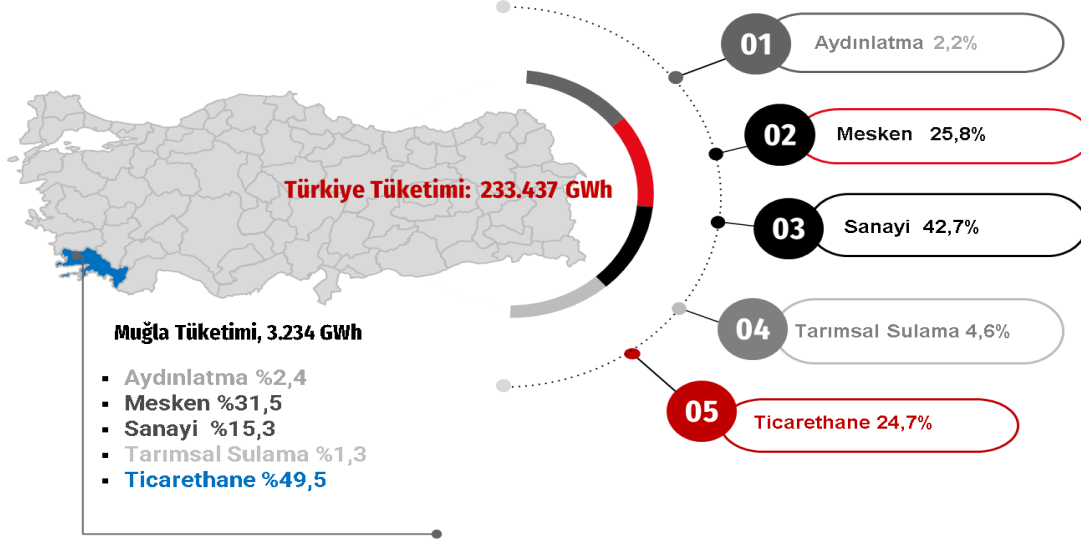 01 Aydınlatma 2,2%
02 Mesken 25,8%
Türkiye Tüketimi: 233.437 GWh
03 Sanayi 42,7%
04 Tarımsal Sulama 4,6%
05 Ticarethane 24,7%
Muğla Tüketimi, 3.234 GWh
▪ Aydınlatma %2,4
▪ Mesken %31,5
▪ Sanayi %15,3
▪ Tarımsal Sulama %1,3
▪ Ticarethane %49,5